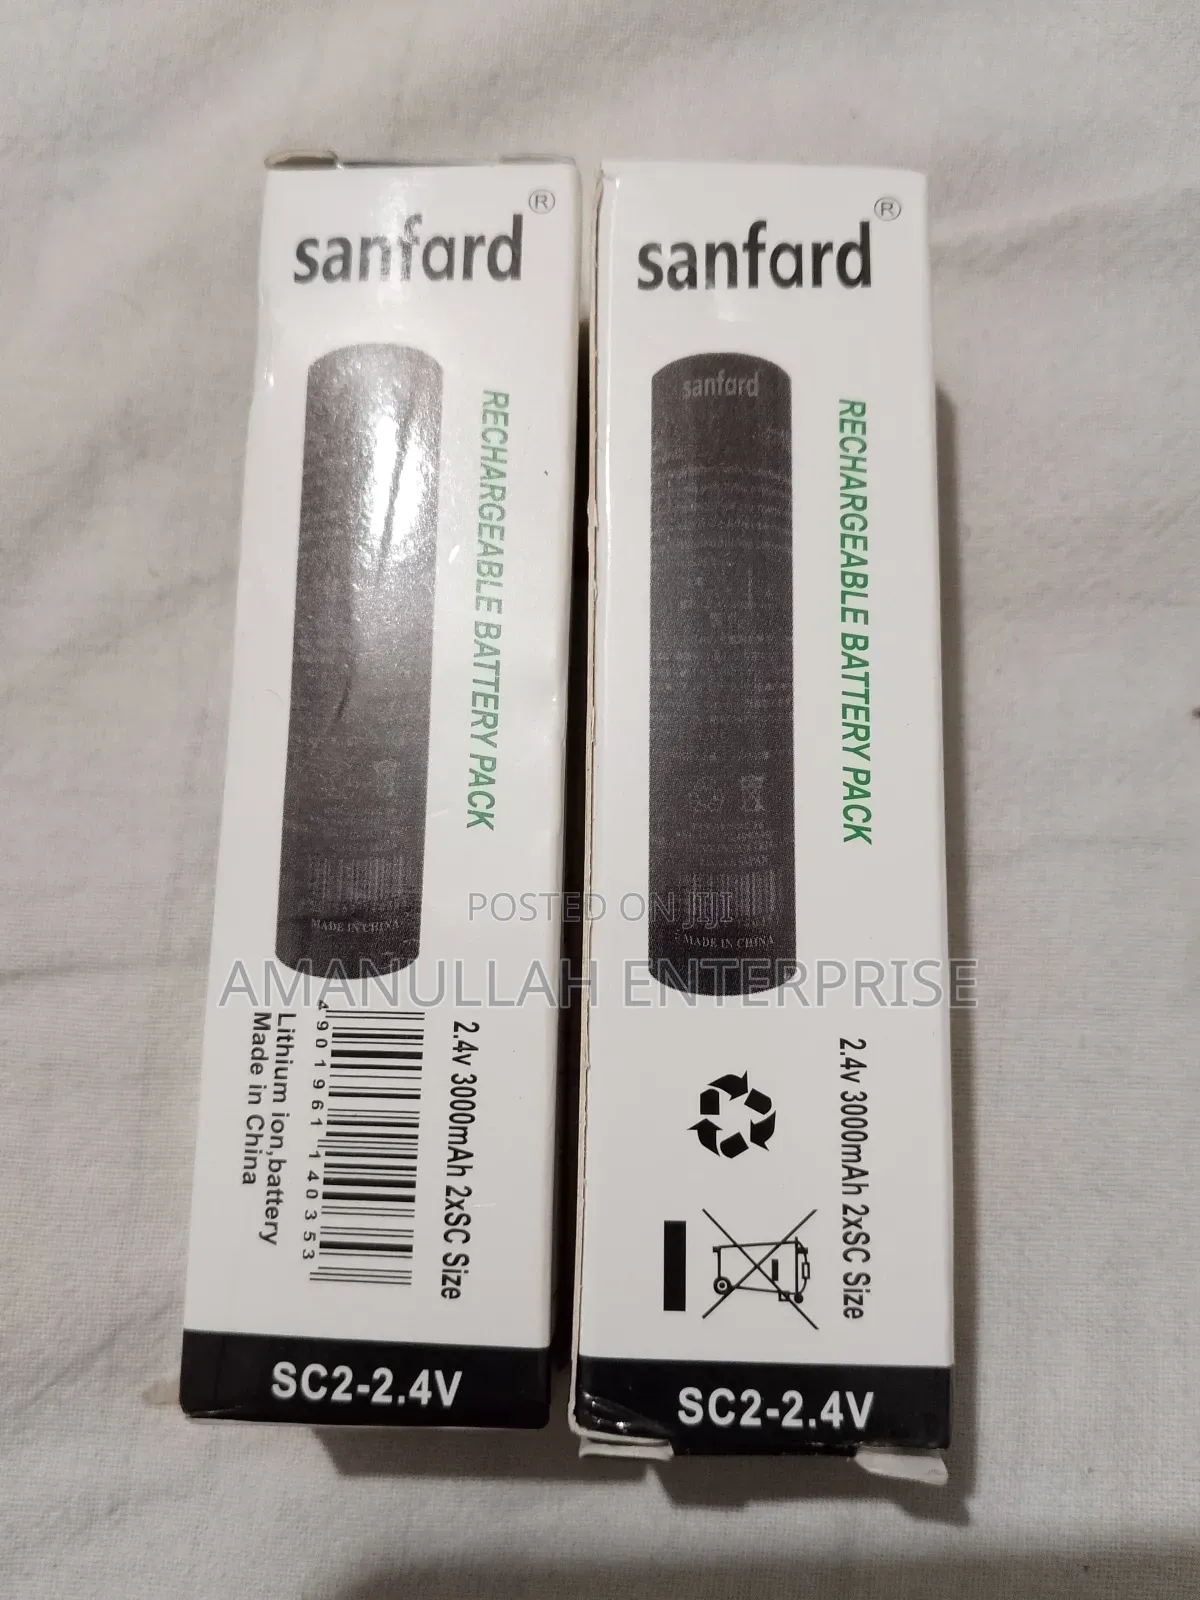 sanfard®
RECHARGEABLE BATTERY PACK
MADE IN CHINA
2.4v 3000mAh 2xSC Size
4 901961 140353
Lithium ion,battery
Made in China
SC2-2.4V
sanfard®
sanfard
RECHARGEABLE BATTERY PACK
MADE IN CHINA
2.4v 3000mAh 2xSC Size
SC2-2.4V
POSTED ON JIJI
AMANULLAH ENTERPRISE